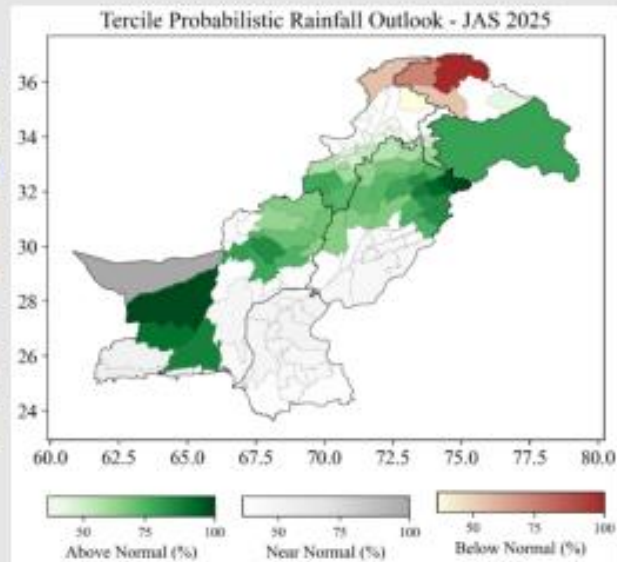 Tercile Probabilistic Rainfall Outlook - JAS 2025
36
34
32
30
28
26
24
60.0 62.5 65.0 67.5 70.0 72.5 75.0 77.5 80.0
50 75 100 50 75 100 50 75 100
Above Normal (%) Near Normal (%) Below Normal (%)